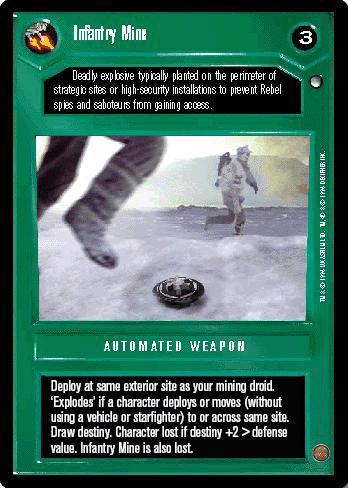 Infantry Mine
3
Deadly explosive typically planted on the perimeter of
strategic sites or high-security installations to prevent Rebel
spies and saboteurs from gaining access.
AUTOMATED WEAPON
Deploy at same exterior site as your mining droid.
'Explodes' if a character deploys or moves (without
using a vehicle or starfighter) to or across same site.
Draw destiny. Character lost if destiny +2 > defense
value. Infantry Mine is also lost.